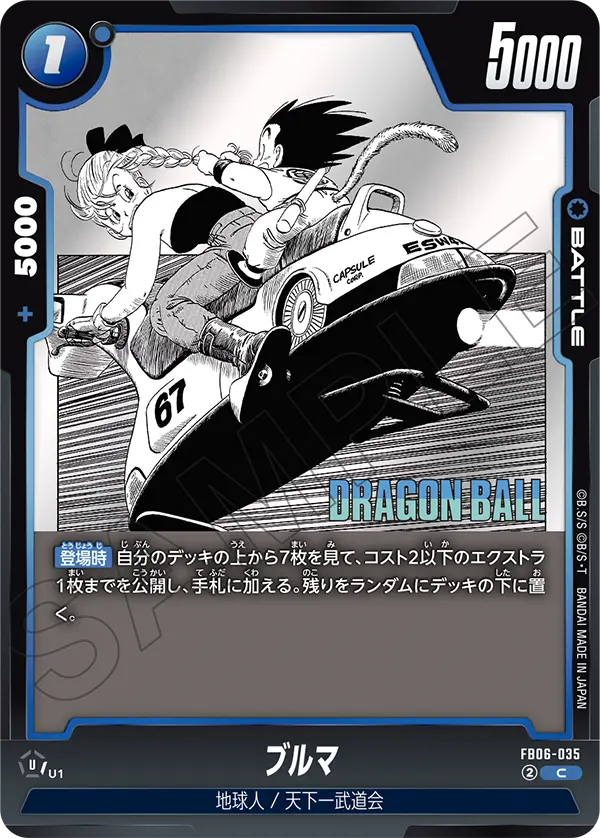 1
5000
+ 5000
BATTLE
CAPSULE
CORP.
67
DRAGON BALL
登場時 自分のデッキの上から7枚を見て、コスト2以下のエクストラ
1枚までを公開し、手札に加える。残りをランダムにデッキの下に置
く。
SAMPLE
©B.S/S ©B/S・T BANDAI MADE IN JAPAN
U/U1
ブルマ
FB06-035
② C
地球人 / 天下一武道会